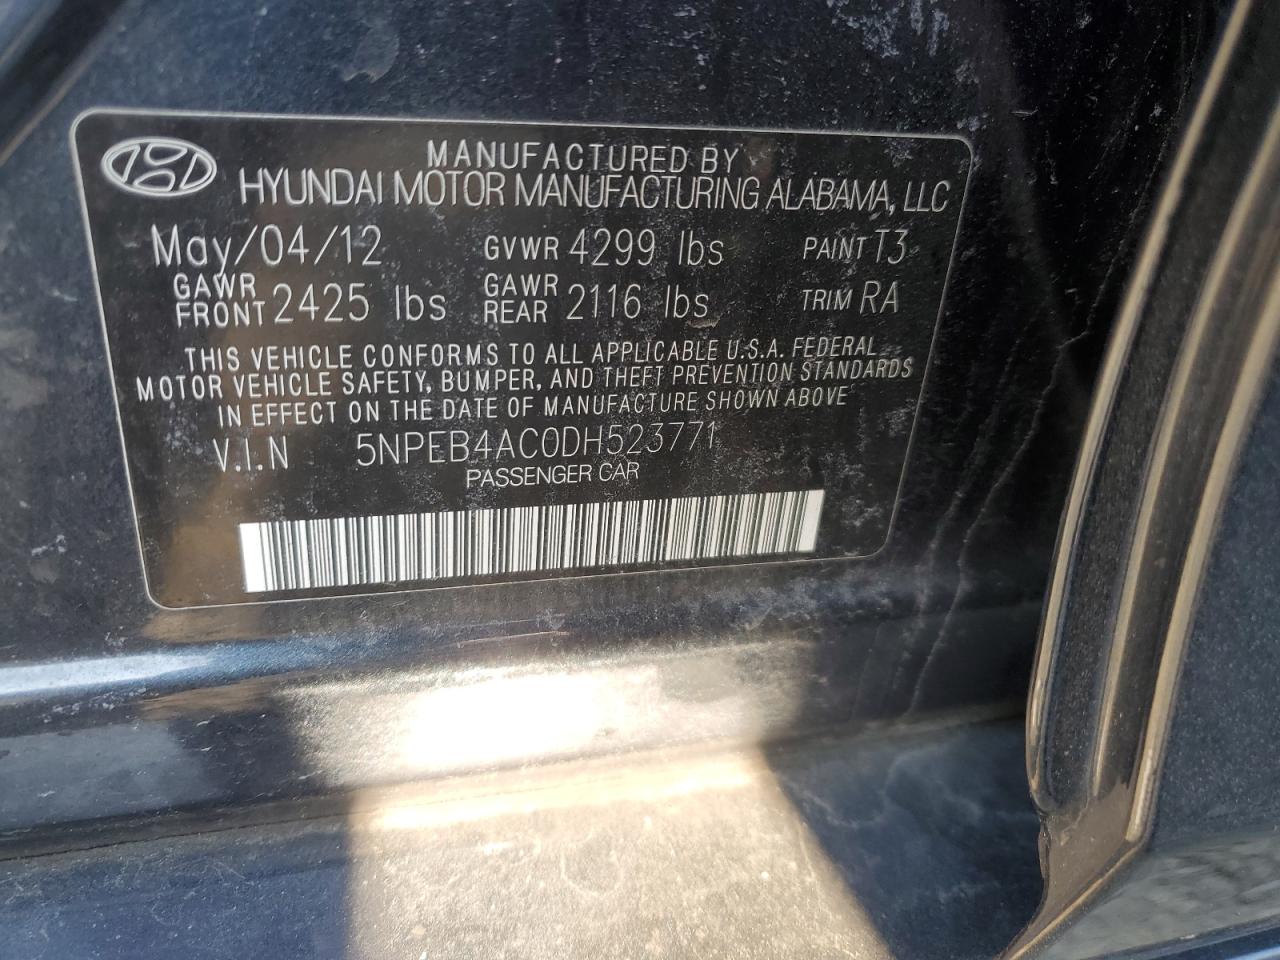 MANUFACTURED BY
HYUNDAI MOTOR MANUFACTURING ALABAMA, LLC
May/04/12 GVWR 4299 lbs PAINT T3
GAWR FRONT 2425 lbs GAWR REAR 2116 lbs TRIM RA
THIS VEHICLE CONFORMS TO ALL APPLICABLE U.S.A. FEDERAL
MOTOR VEHICLE SAFETY, BUMPER, AND THEFT PREVENTION STANDARDS
IN EFFECT ON THE DATE OF MANUFACTURE SHOWN ABOVE
V.I.N 5NPEB4AC0DH523771
PASSENGER CAR